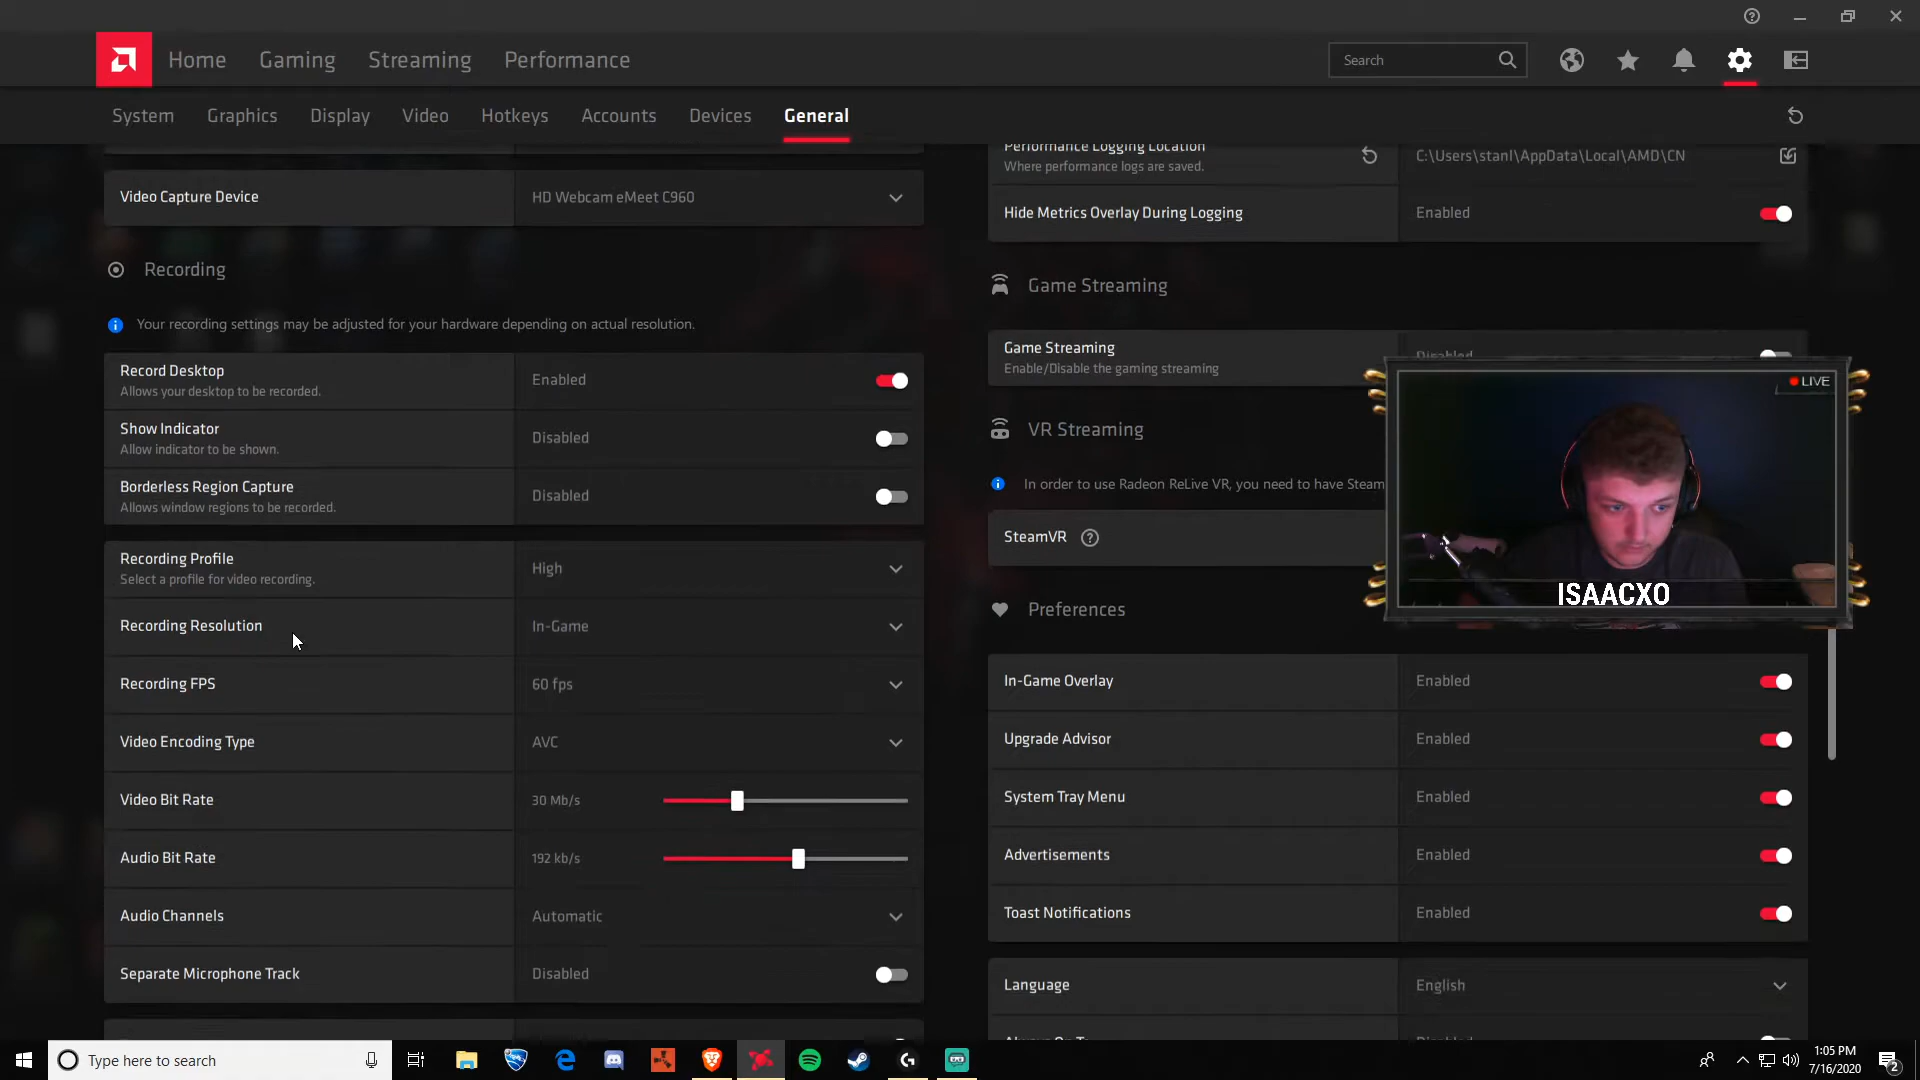 Home Gaming Streaming Performance
Search
System Graphics Display Video Hotkeys Accounts Devices General
Video Capture Device HD Webcam eMeet C960
Recording
Your recording settings may be adjusted for your hardware depending on actual resolution.
Record Desktop Enabled
Allows your desktop to be recorded.
Show Indicator Disabled
Allow indicator to be shown.
Borderless Region Capture Disabled
Allows window regions to be recorded.
Recording Profile High
Select a profile for video recording.
Recording Resolution In-Game
Recording FPS 60 fps
Video Encoding Type AVC
Video Bit Rate 30 Mb/s
Audio Bit Rate 192 kb/s
Audio Channels Automatic
Separate Microphone Track Disabled
Performance Logging Location C:\Users\stanl\AppData\Local\AMD\CN
Where performance logs are saved.
Hide Metrics Overlay During Logging Enabled
Game Streaming
Game Streaming Disabled
Enable/Disable the gaming streaming
VR Streaming
In order to use Radeon ReLive VR, you need to have Steam
SteamVR
Preferences
In-Game Overlay Enabled
Upgrade Advisor Enabled
System Tray Menu Enabled
Advertisements Enabled
Toast Notifications Enabled
Language English
LIVE
ISAACXO
Type here to search
1:05 PM
7/16/2020
2